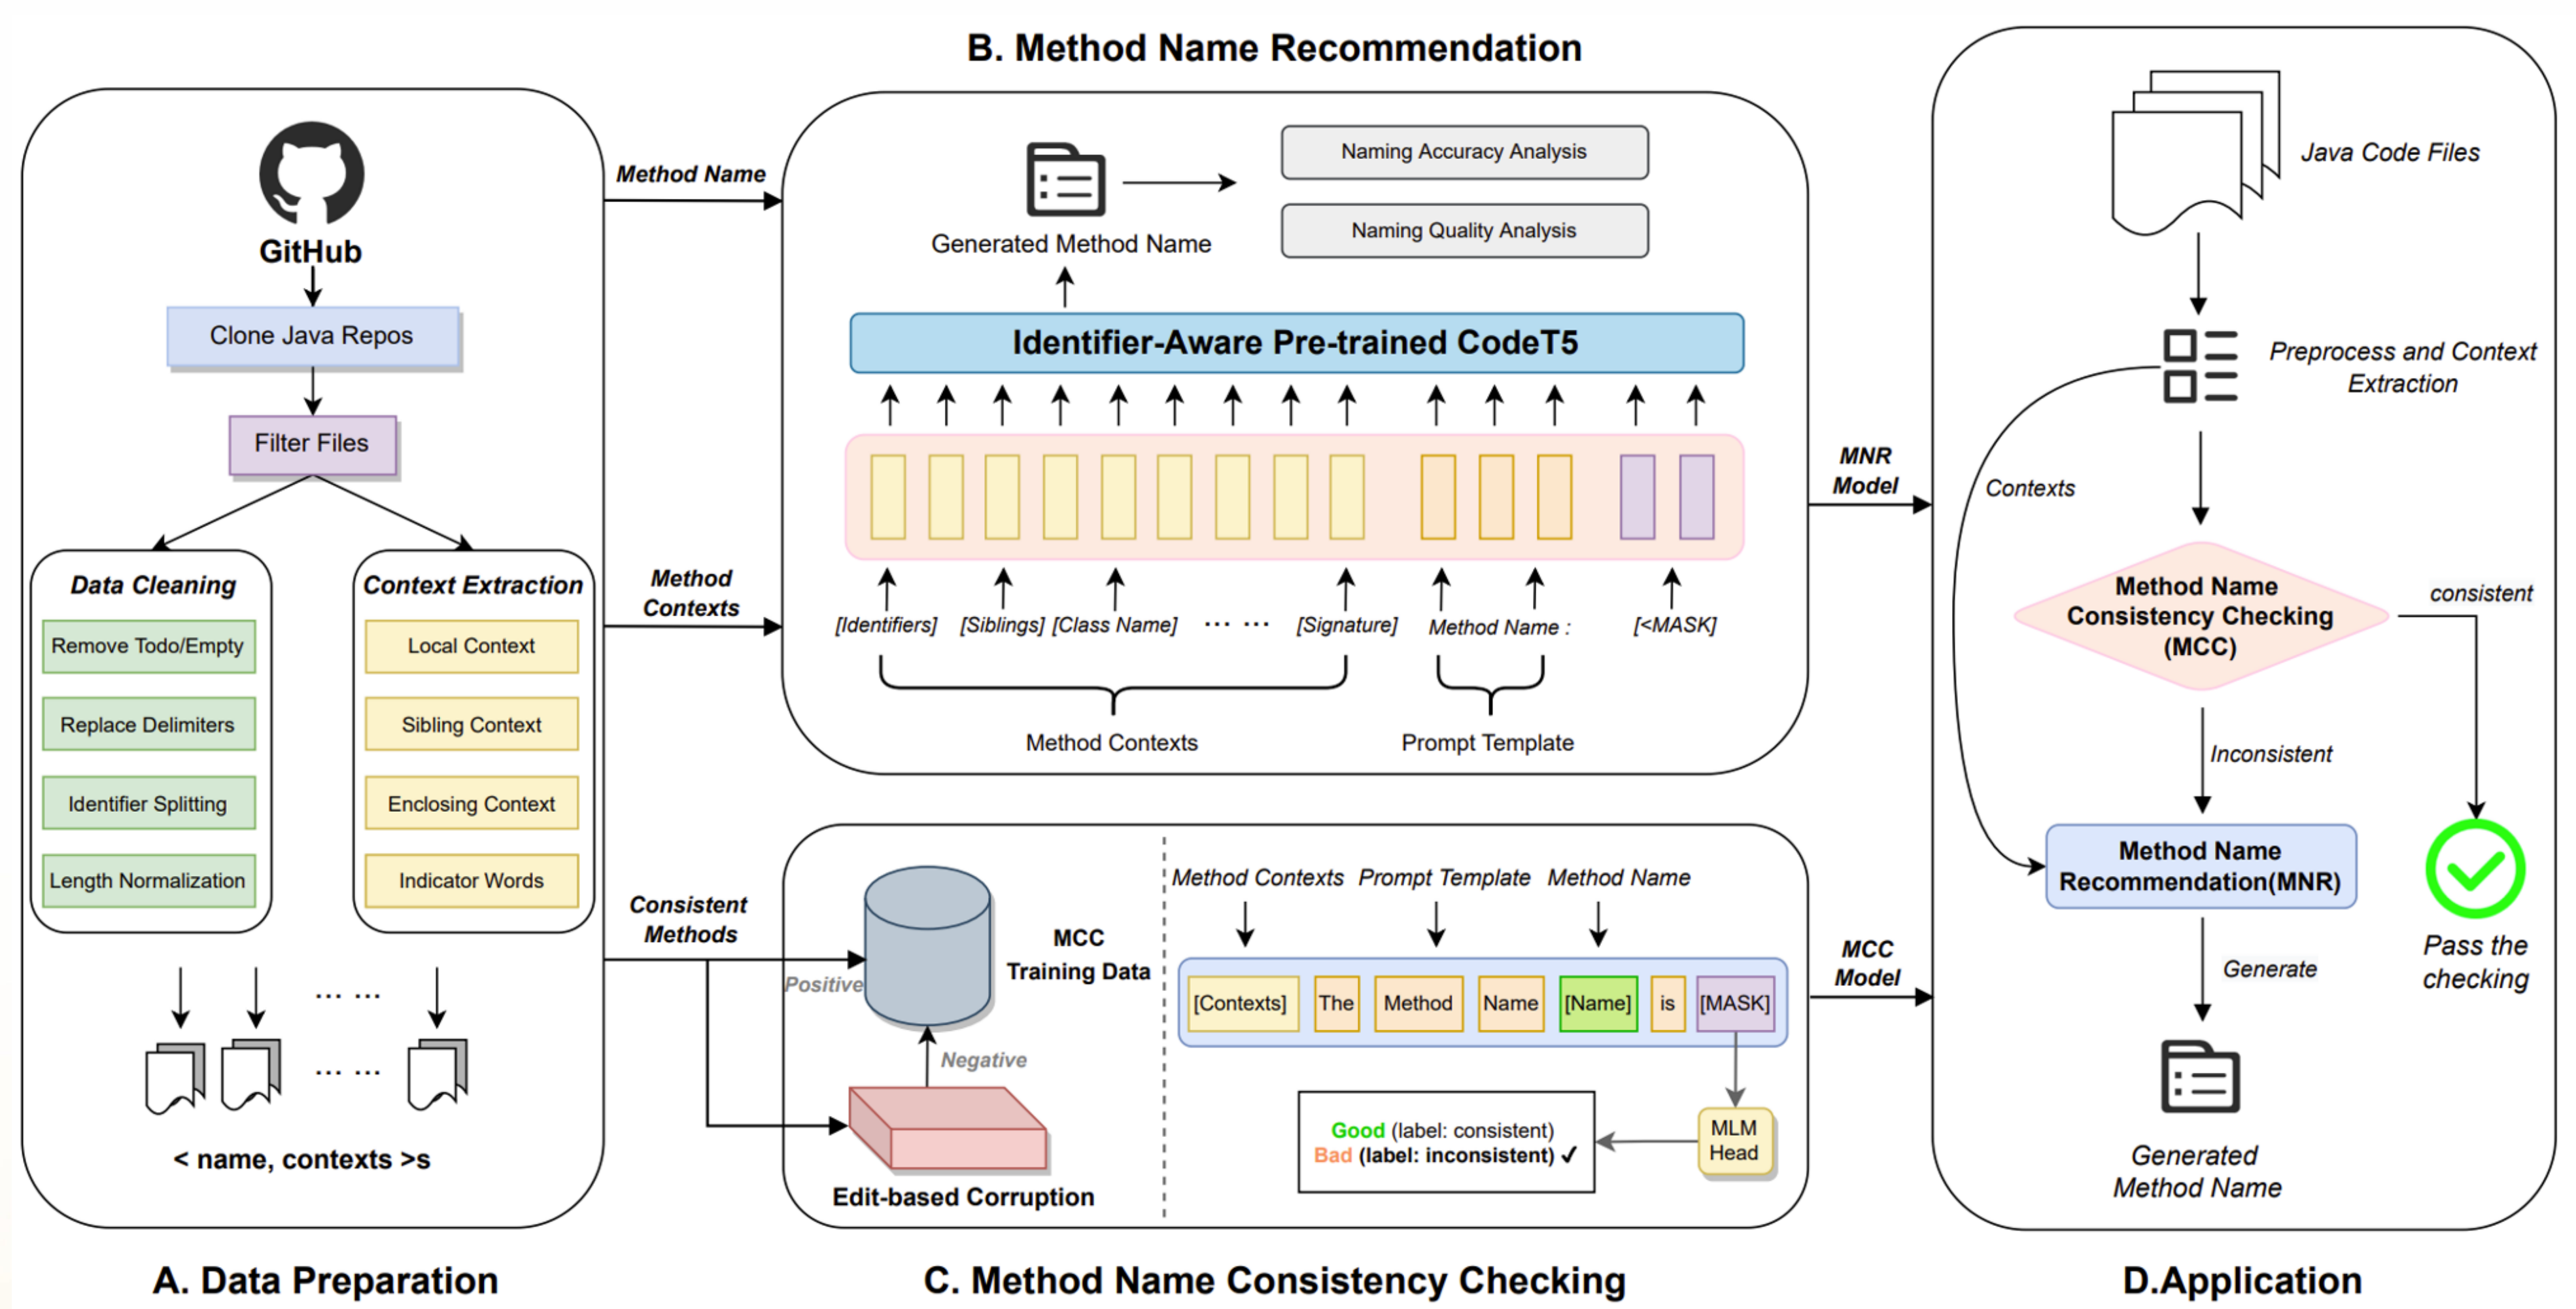 B. Method Name Recommendation
GitHub
Clone Java Repos
Filter Files
Data Cleaning
Remove Todo/Empty
Replace Delimiters
Identifier Splitting
Length Normalization
Context Extraction
Local Context
Sibling Context
Enclosing Context
Indicator Words
... ...
... ...
< name, contexts >s
A. Data Preparation
Method Name
Method
Contexts
Consistent
Methods
Generated Method Name
Naming Accuracy Analysis
Naming Quality Analysis
Identifier-Aware Pre-trained CodeT5
[Identifiers]
[Siblings]
[Class Name]
... ...
[Signature]
Method Name :
[<MASK]
Method Contexts
Prompt Template
Positive
MCC
Training Data
Negative
Edit-based Corruption
Method Contexts
Prompt Template
Method Name
[Contexts]
The
Method
Name
[Name]
is
[MASK]
MLM
Head
Good (label: consistent)
Bad (label: inconsistent) ✓
C. Method Name Consistency Checking
MNR
Model
MCC
Model
Java Code Files
Preprocess and Context
Extraction
Contexts
Method Name
Consistency Checking
(MCC)
consistent
Inconsistent
Method Name
Recommendation(MNR)
Pass the
checking
Generate
Generated
Method Name
D.Application